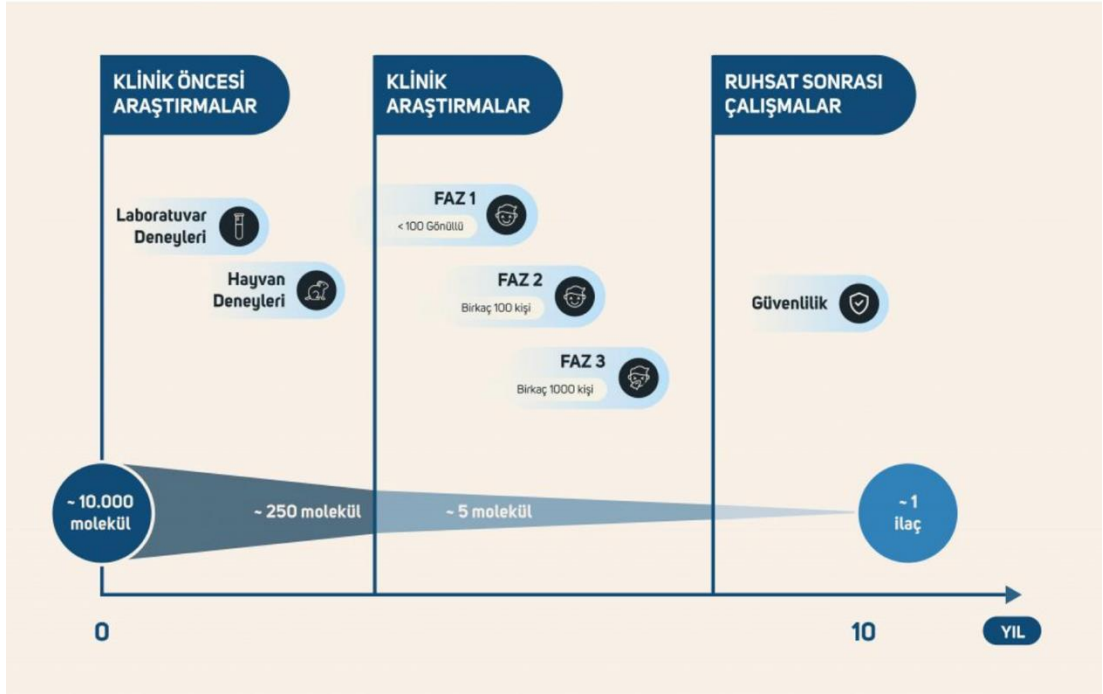 KLİNİK ÖNCESİ
ARAŞTIRMALAR
KLİNİK
ARAŞTIRMALAR
RUHSAT SONRASI
ÇALIŞMALAR
Laboratuvar
Deneyleri
Hayvan
Deneyleri
FAZ 1
< 100 Gönüllü
FAZ 2
Birkaç 100 kişi
FAZ 3
Birkaç 1000 kişi
Güvenlilik
~ 10.000
molekül
~ 250 molekül
~ 5 molekül
~ 1
ilaç
0
10
YIL